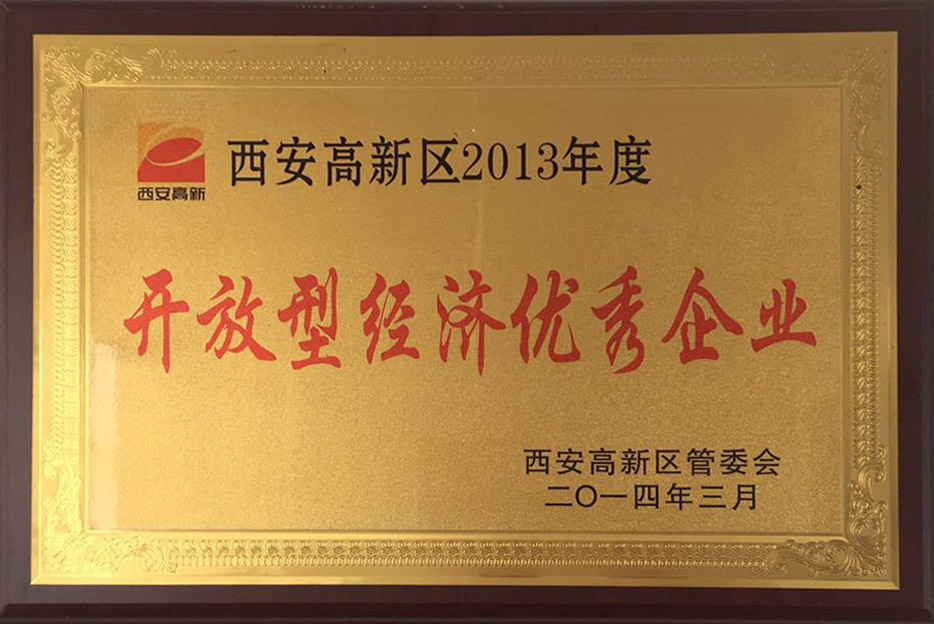 西安高新
西安高新区2013年度
开放型经济优秀企业
西安高新区管委会
二〇一四年三月